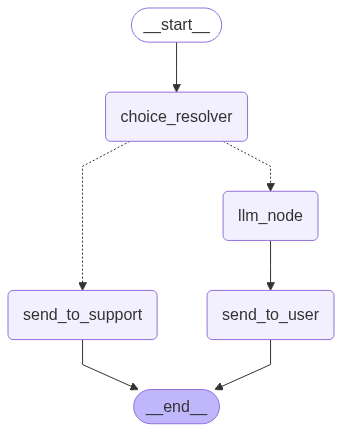 __start__
choice_resolver
llm_node
send_to_support
send_to_user
__end__